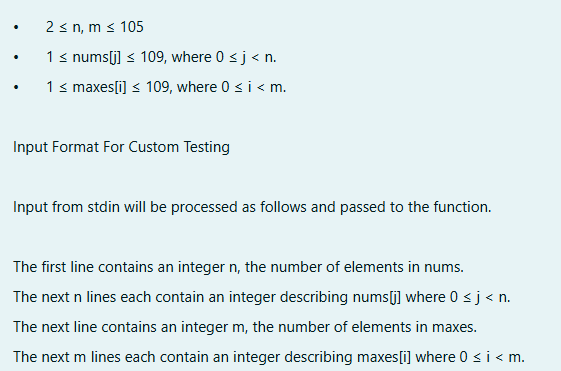 • 2 ≤ n, m ≤ 105
• 1 ≤ nums[j] ≤ 109, where 0 ≤ j < n.
• 1 ≤ maxes[i] ≤ 109, where 0 ≤ i < m.
Input Format For Custom Testing
Input from stdin will be processed as follows and passed to the function.
The first line contains an integer n, the number of elements in nums.
The next n lines each contain an integer describing nums[j] where 0 ≤ j < n.
The next line contains an integer m, the number of elements in maxes.
The next m lines each contain an integer describing maxes[i] where 0 ≤ i < m.